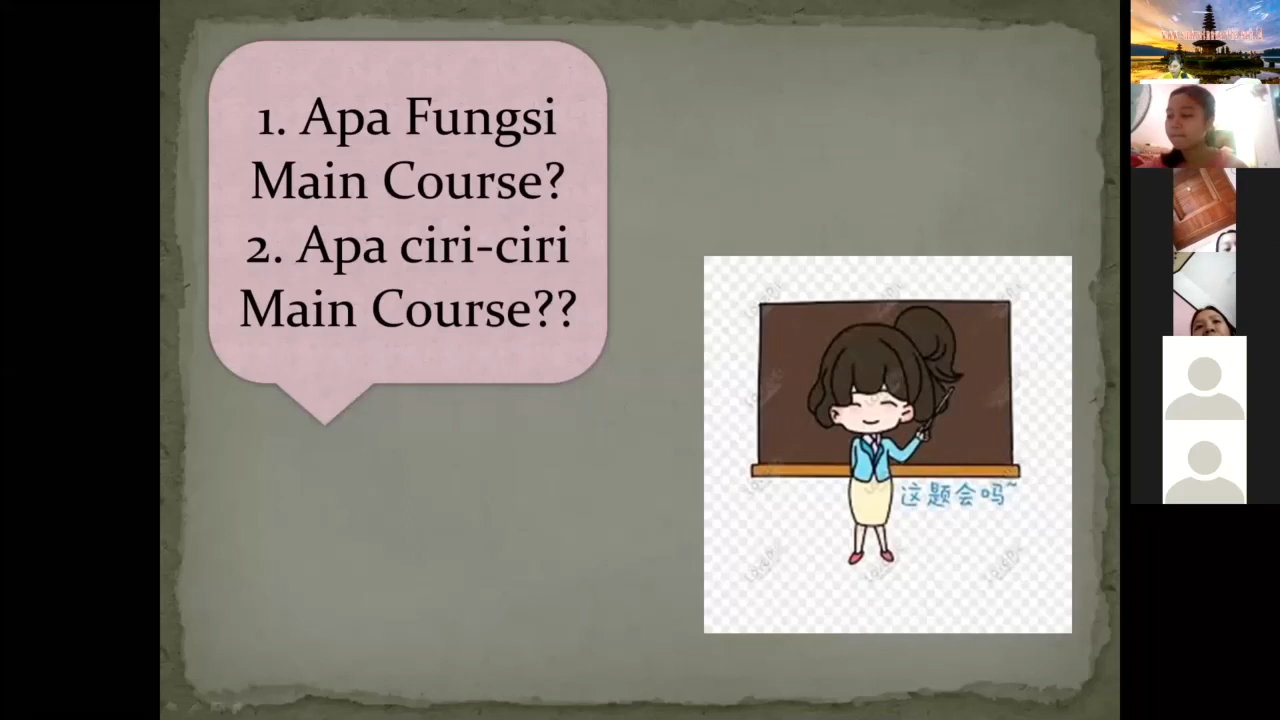 1. Apa Fungsi
Main Course?
2. Apa ciri-ciri
Main Course??
这题会吗~